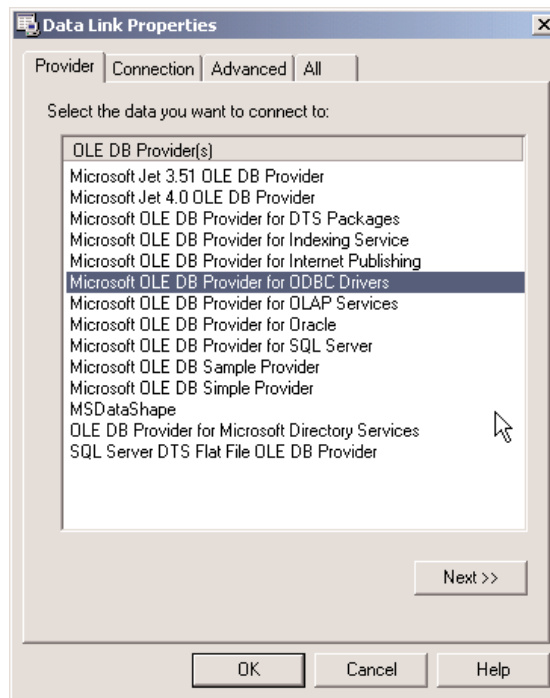 Data Link Properties
Provider Connection Advanced All
Select the data you want to connect to:
OLE DB Provider(s)
Microsoft Jet 3.51 OLE DB Provider
Microsoft Jet 4.0 OLE DB Provider
Microsoft OLE DB Provider for DTS Packages
Microsoft OLE DB Provider for Indexing Service
Microsoft OLE DB Provider for Internet Publishing
Microsoft OLE DB Provider for ODBC Drivers
Microsoft OLE DB Provider for OLAP Services
Microsoft OLE DB Provider for Oracle
Microsoft OLE DB Provider for SQL Server
Microsoft OLE DB Sample Provider
Microsoft OLE DB Simple Provider
MSDataShape
OLE DB Provider for Microsoft Directory Services
SQL Server DTS Flat File OLE DB Provider
Next >>
OK Cancel Help